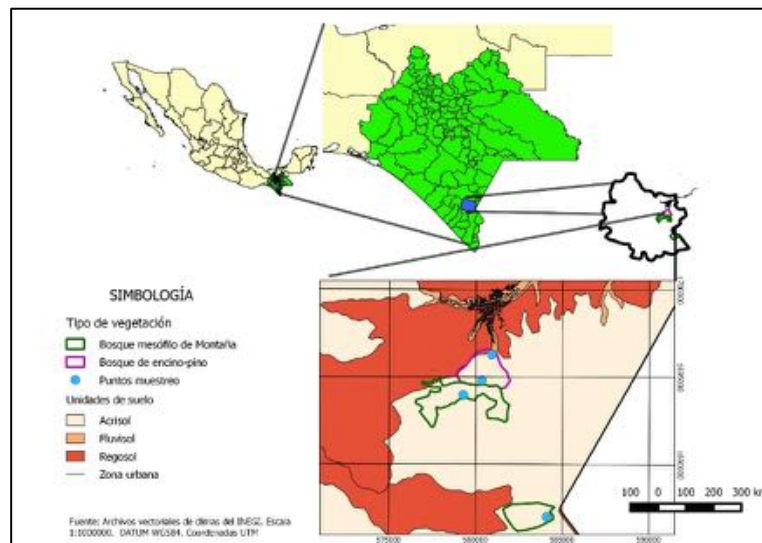 SIMBOLOGÍA
Tipo de vegetación
Bosque mesófilo de Montaña
Bosque de encino-pino
Puntos muestreo
Unidades de suelo
Acrisol
Fluvisol
Regosol
Zona urbana
Fuente: Archivos vectoriales de climas del INEGI. Escara
1:1000000. DATUM WGS84. Coordenadas UTM
100 0 100 200 300 km
575000 580000 585000 590000